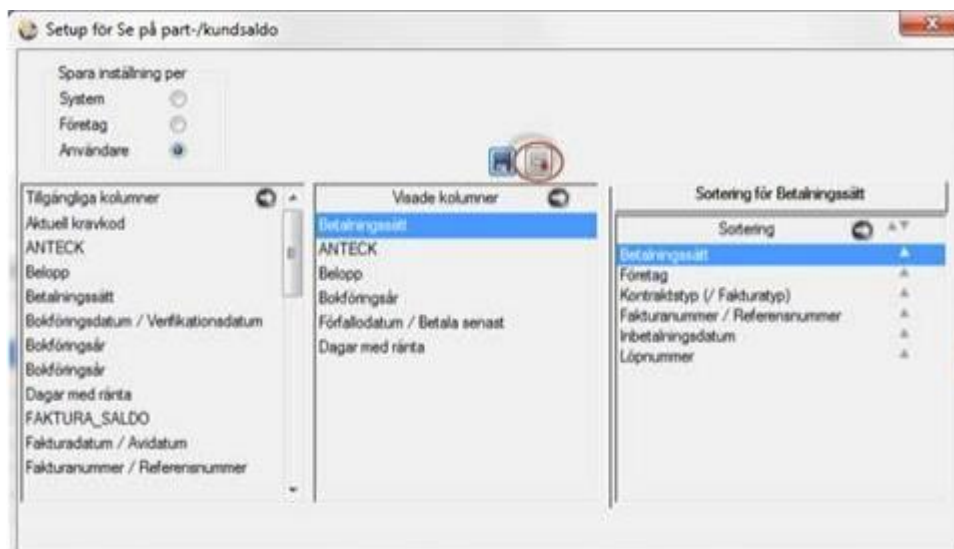 Setup för Se på part-/kundsaldo
Spara inställning per
System
Företag
Användare
Tillgängliga kolumner
Aktuell kravkod
ANTECK
Belopp
Betalningssätt
Bokföringsdatum / Verifikationsdatum
Bokföringsår
Bokföringsår
Dagar med ränta
FAKTURA_SALDO
Fakturadatum / Avidatum
Fakturanummer / Referensnummer
Visade kolumner
Betalningssätt
ANTECK
Belopp
Bokföringsår
Förfallodatum / Betala senast
Dagar med ränta
Sortering för Betalningssätt
Sortering
Betalningssätt
Företag
Kontraktstyp (/ Fakturatyp)
Fakturanummer / Referensnummer
Inbetalningsdatum
Löpnummer